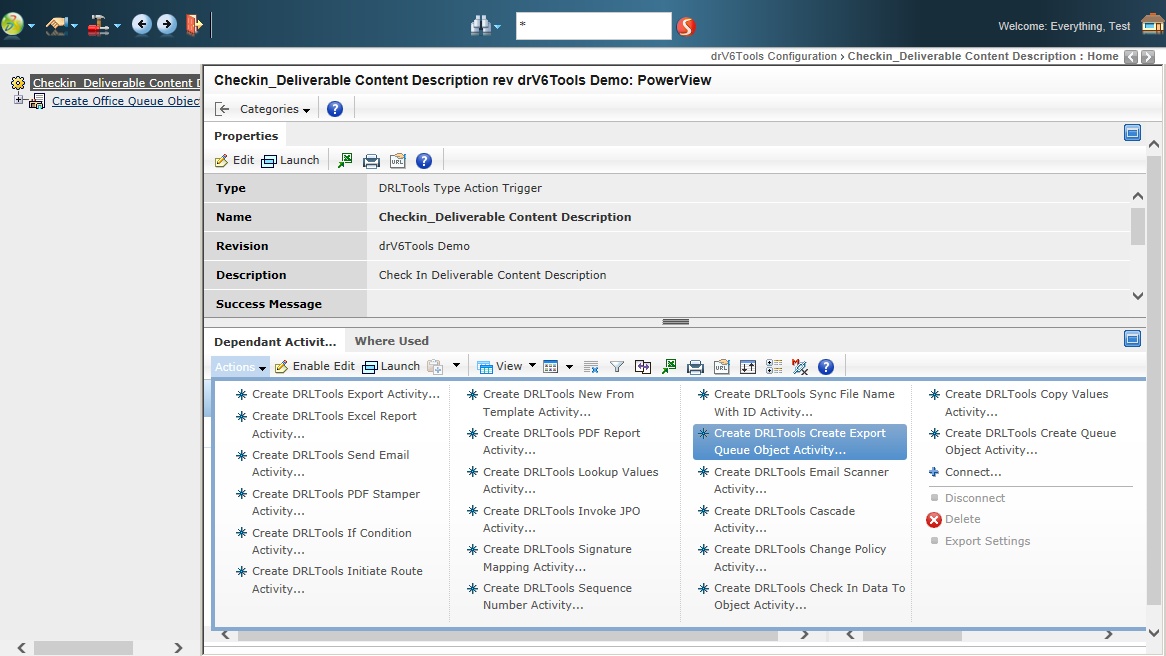 *
Welcome: Everything, Test
drV6Tools Configuration › Checkin_Deliverable Content Description : Home
Checkin_Deliverable Content D
Create Office Queue Object
Checkin_Deliverable Content Description rev drV6Tools Demo: PowerView
Categories
Properties
Edit Launch URL
Type DRLTools Type Action Trigger
Name Checkin_Deliverable Content Description
Revision drV6Tools Demo
Description Check In Deliverable Content Description
Success Message
Dependant Activit... Where Used
Actions Enable Edit Launch View URL
Create DRLTools Export Activity...
Create DRLTools Excel Report
Activity...
Create DRLTools Send Email
Activity...
Create DRLTools PDF Stamper
Activity...
Create DRLTools If Condition
Activity...
Create DRLTools Initiate Route
Activity...
Create DRLTools New From
Template Activity...
Create DRLTools PDF Report
Activity...
Create DRLTools Lookup Values
Activity...
Create DRLTools Invoke JPO
Activity...
Create DRLTools Signature
Mapping Activity...
Create DRLTools Sequence
Number Activity...
Create DRLTools Sync File Name
With ID Activity...
Create DRLTools Create Export
Queue Object Activity...
Create DRLTools Email Scanner
Activity...
Create DRLTools Cascade
Activity...
Create DRLTools Change Policy
Activity...
Create DRLTools Check In Data To
Object Activity...
Create DRLTools Copy Values
Activity...
Create DRLTools Create Queue
Object Activity...
Connect...
Disconnect
Delete
Export Settings